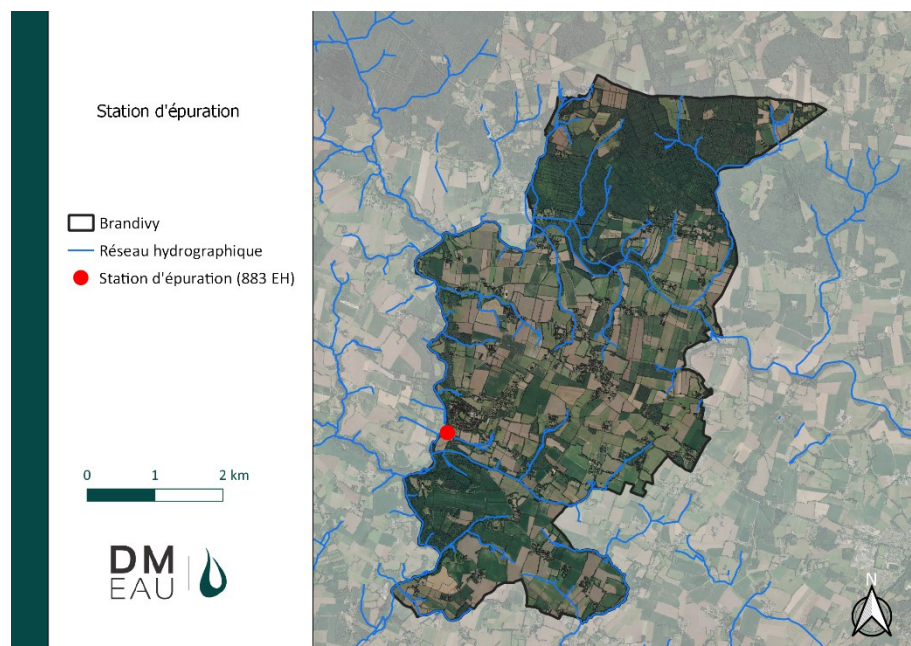 Station d'épuration
Brandivy
Réseau hydrographique
Station d'épuration (883 EH)
0 1 2 km
DM
EAU
N